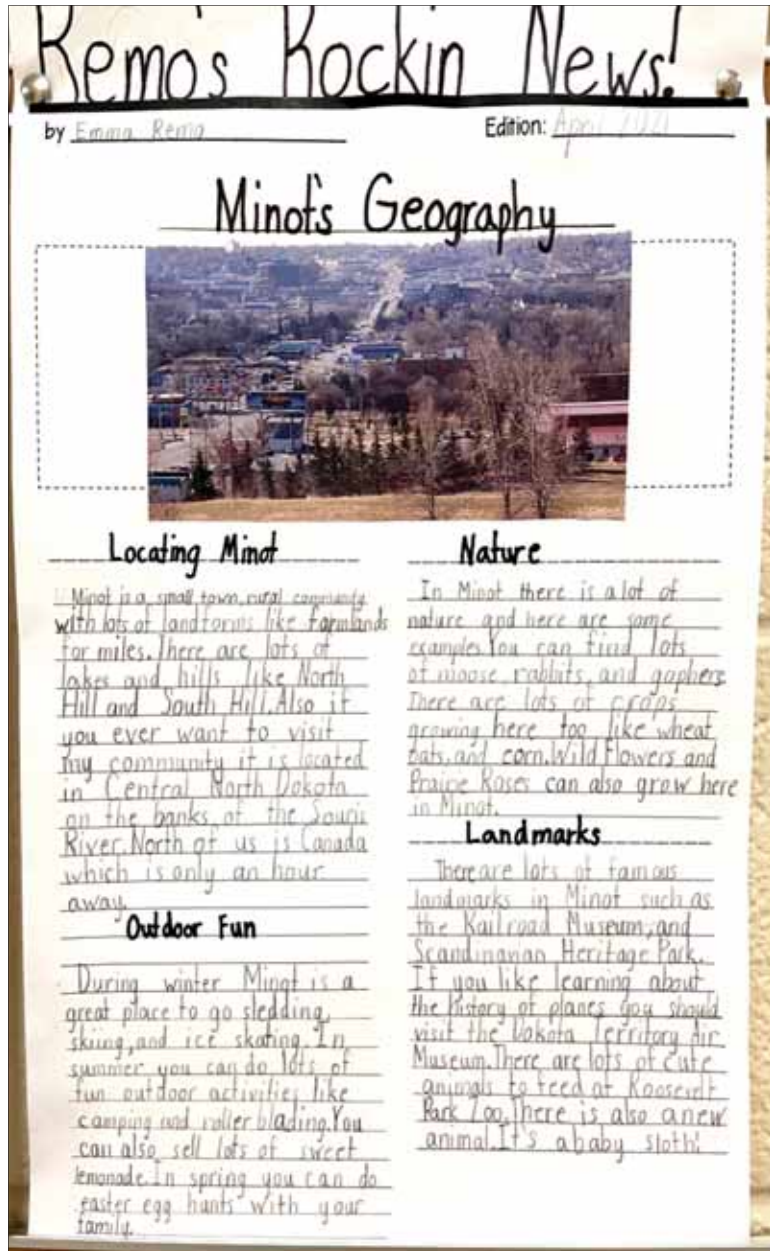 Remo's Rockin News!
by Emma Remo
Edition: April
Minot's Geography
Locating Minot
Minot is a small town, rural community
with lots of landforms like farmlands
for miles. There are lots of
lakes and hills like North
Hill and South Hill. Also if
you ever want to visit
my community it is located
in Central North Dokota
on the banks of the Souris
River. North of us is Canada
which is only an hour
away.
Outdoor Fun
During winter Minot is a
great place to go sledding,
skiing, and ice skating. In
summer you can do lots of
fun outdoor activities like
camping and roller blading. You
can also sell lots of sweet
lemonade. In spring you can do
easter egg hunts with your
family.
Nature
In Minot there is a lot of
nature and here are some
examples. You can find lots
of moose rabbits, and gophers
There are lots of crops
growing here too like wheat
oats, and corn. Wild Flowers and
Praire Roses can also grow here
in Minot.
Landmarks
There are lots of famous
landmarks in Minot such as
the Railroad Museum, and
Scandinavian Heritage Park.
If you like learning about
the history of planes you should
visit the Dakota Territory Air
Museum. There are lots of cute
animals to feed at Roosevelt
Park Zoo. There is also a new
animal. It's a baby sloth!